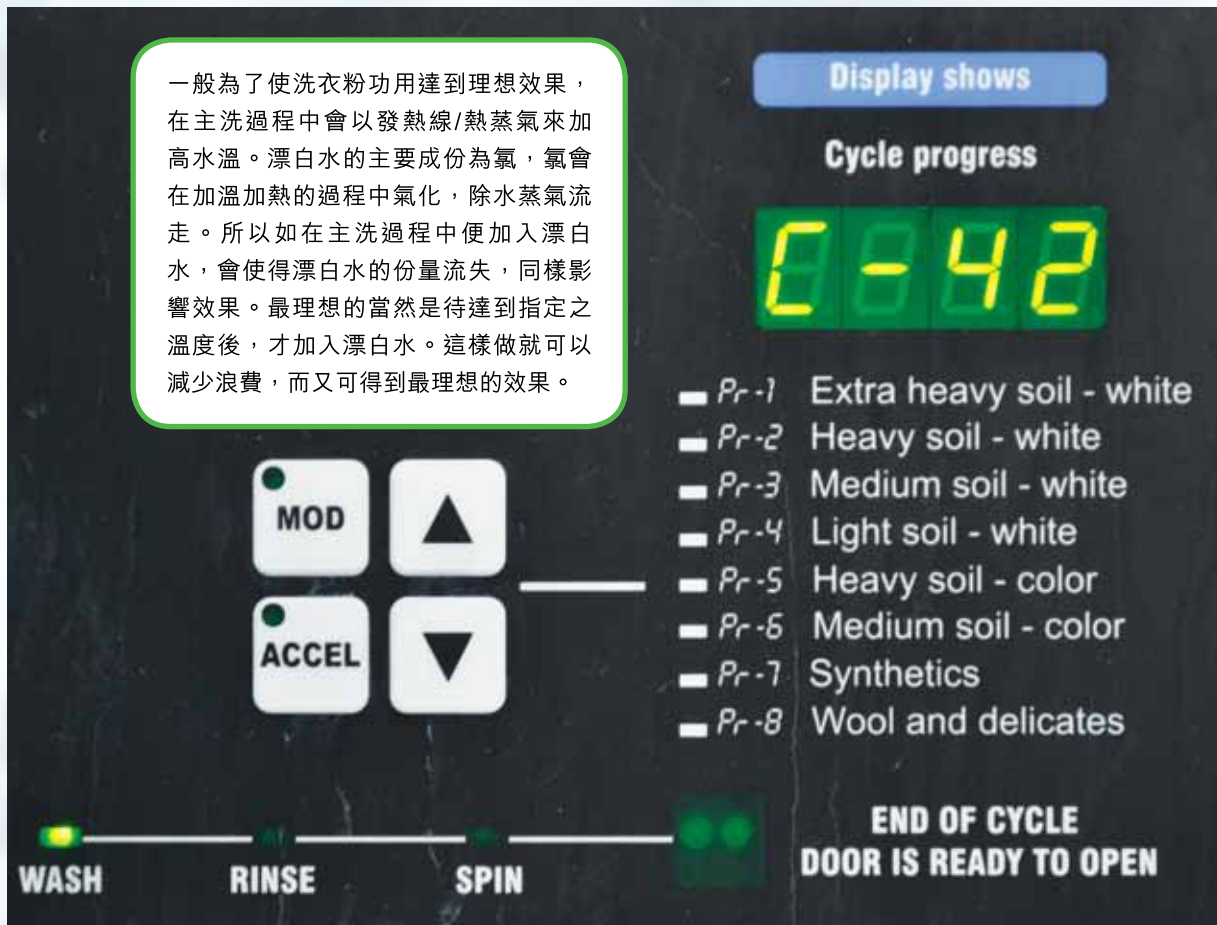 一般為了使洗衣粉功用達到理想效果，
在主洗過程中會以發熱線/熱蒸氣來加
高水溫。漂白水的主要成份為氯，氯會
在加溫加熱的過程中氣化，除水蒸氣流
走。所以如在主洗過程中便加入漂白
水，會使得漂白水的份量流失，同樣影
響效果。最理想的當然是待達到指定之
溫度後，才加入漂白水。這樣做就可以
減少浪費，而又可得到最理想的效果。
Display shows
Cycle progress
C-42
Pr-1 Extra heavy soil - white
Pr-2 Heavy soil - white
Pr-3 Medium soil - white
Pr-4 Light soil - white
Pr-5 Heavy soil - color
Pr-6 Medium soil - color
Pr-7 Synthetics
Pr-8 Wool and delicates
MOD
ACCEL
WASH
RINSE
SPIN
END OF CYCLE
DOOR IS READY TO OPEN